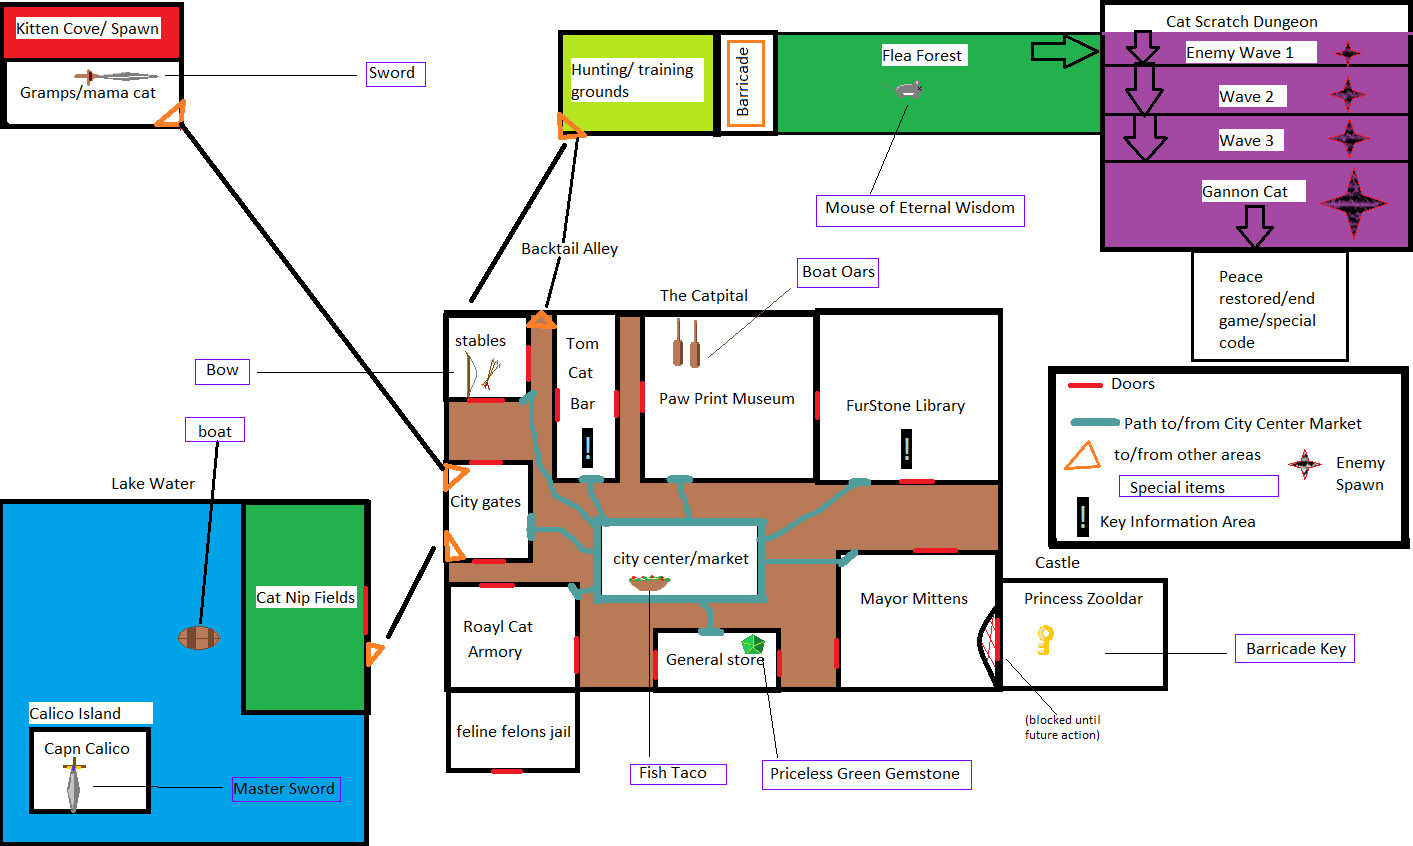 Kitten Cove/ Spawn
Sword
Gramps/mama cat
Hunting/ training
grounds
Barricade
Flea Forest
Mouse of Eternal Wisdom
Cat Scratch Dungeon
Enemy Wave 1
Wave 2
Wave 3
Gannon Cat
Peace
restored/end
game/special
code
Backtail Alley
The Catpital
Boat Oars
stables
Bow
Tom
Cat
Bar
!
Paw Print Museum
FurStone Library
!
Doors
Path to/from City Center Market
to/from other areas
Enemy
Spawn
Special items
!
Key Information Area
boat
Lake Water
City gates
Cat Nip Fields
city center/market
Castle
Mayor Mittens
Princess Zooldar
Barricade Key
Roayl Cat
Armory
General store
(blocked until
future action)
Calico Island
Capn Calico
Master Sword
feline felons jail
Fish Taco
Priceless Green Gemstone